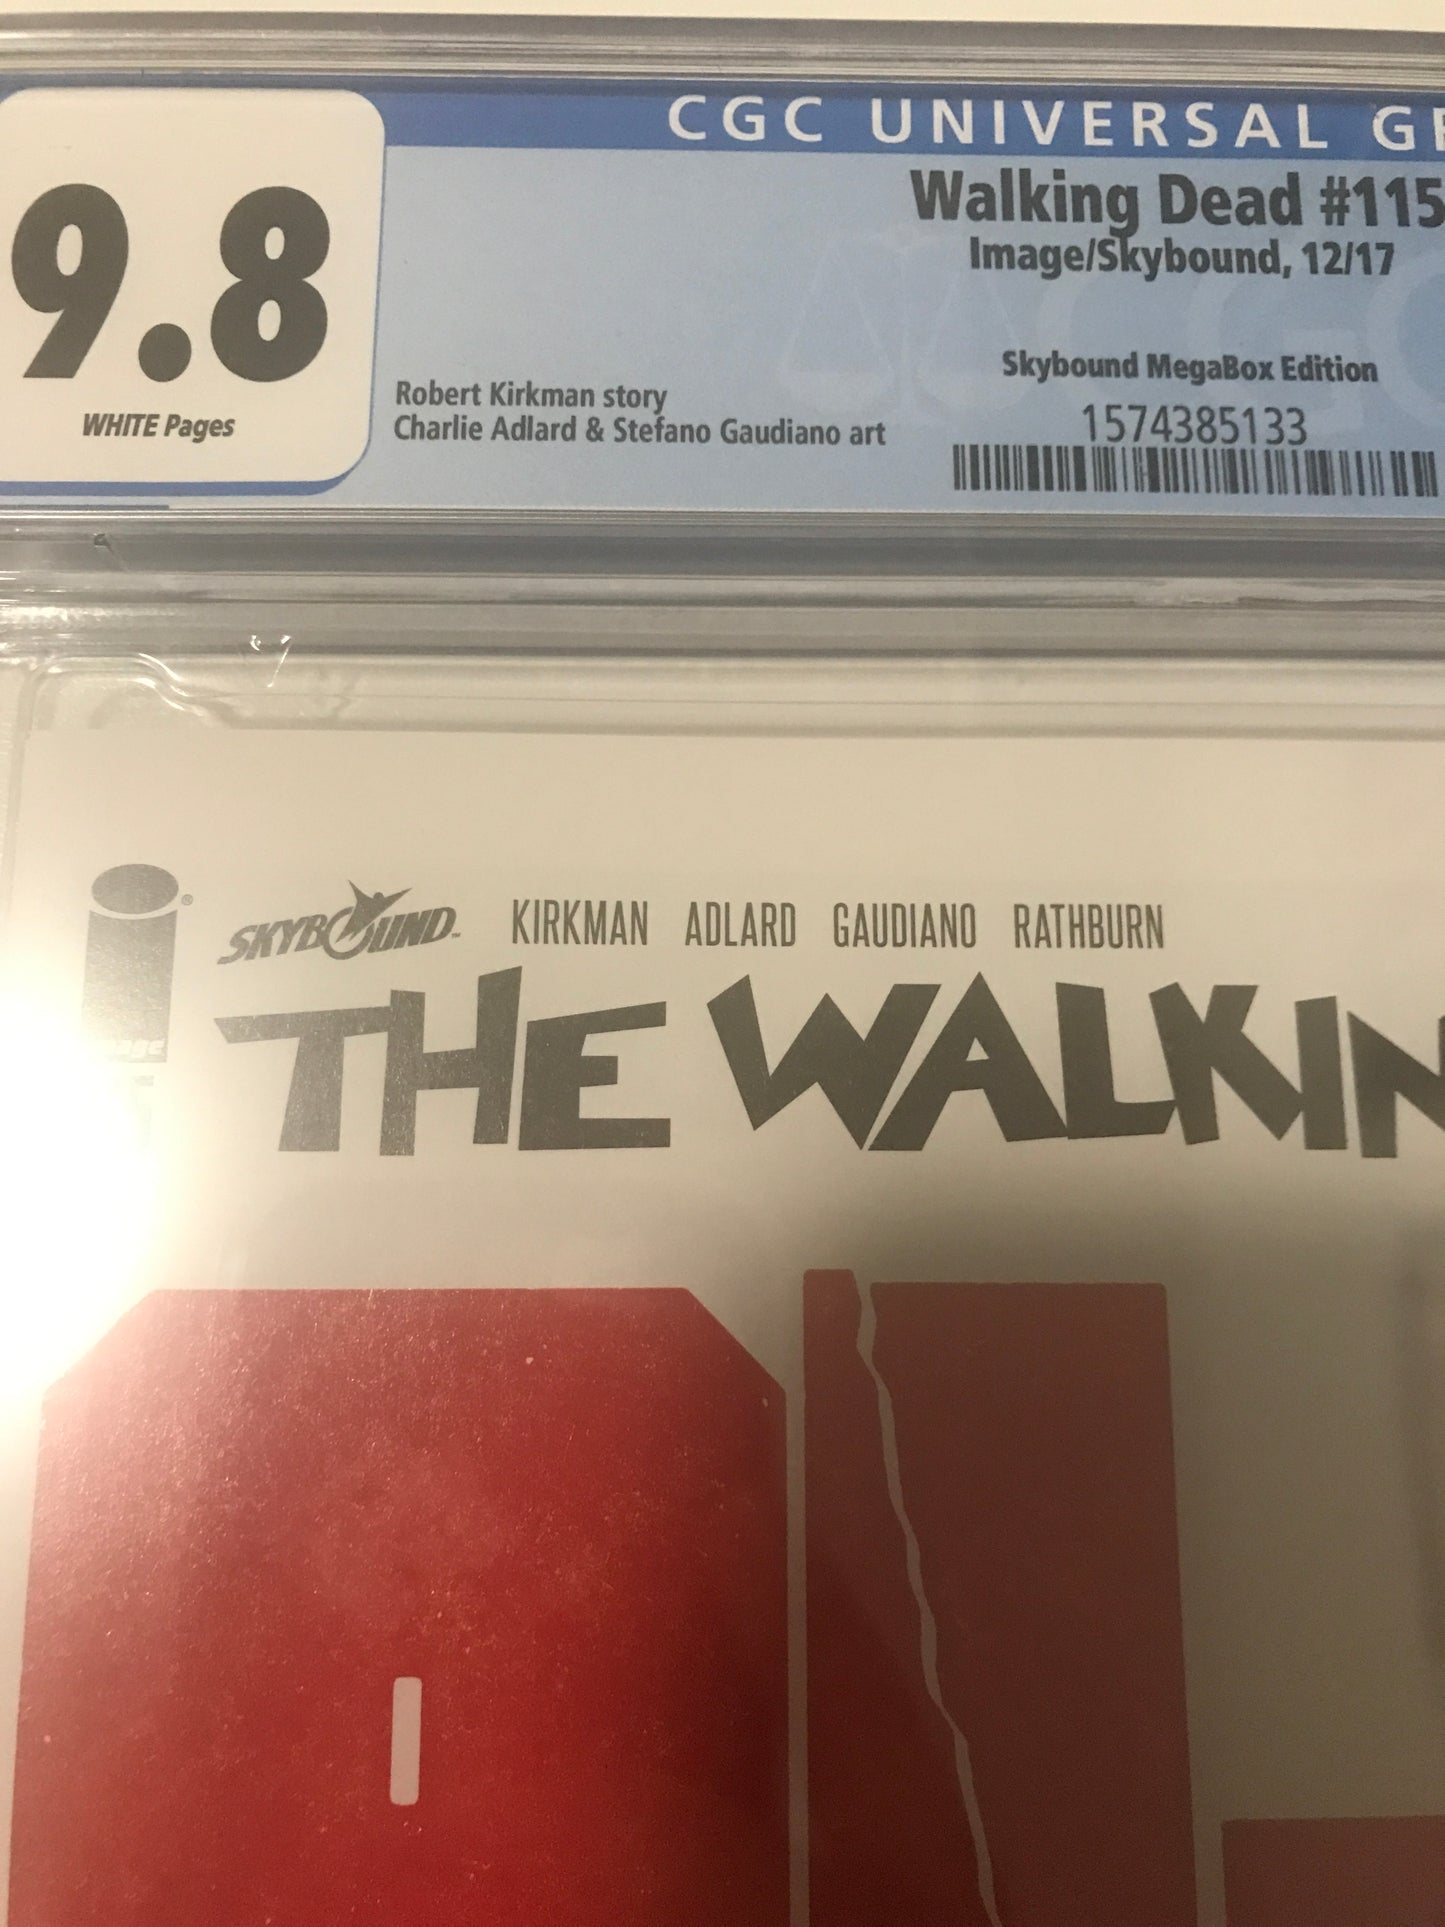 CGC UNIVERSAL GR
9.8
WHITE Pages
Walking Dead #115
Image/Skybound, 12/17
Skybound MegaBox Edition
1574385133
Robert Kirkman story
Charlie Adlard & Stefano Gaudiano art
i®
SKYBOUND™
KIRKMAN ADLARD GAUDIANO RATHBURN
THE WALKIN